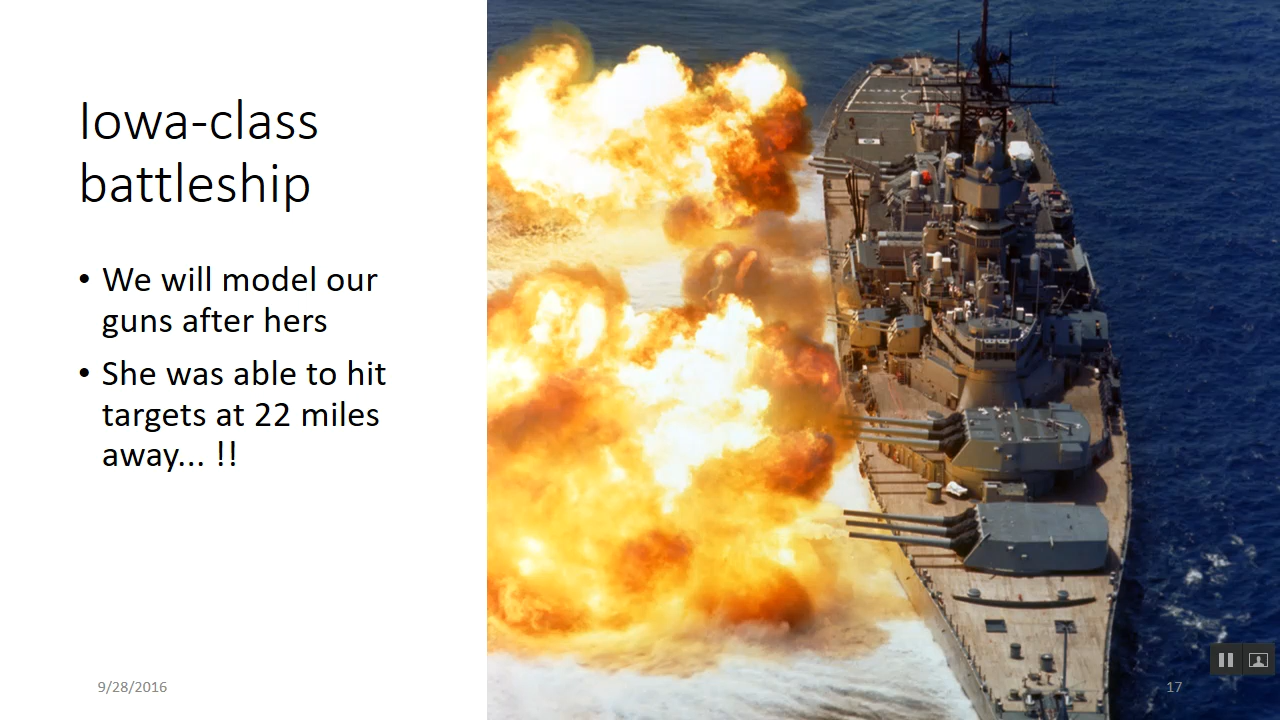 Iowa-class
battleship
• We will model our
guns after hers
• She was able to hit
targets at 22 miles
away... !!
9/28/2016
17